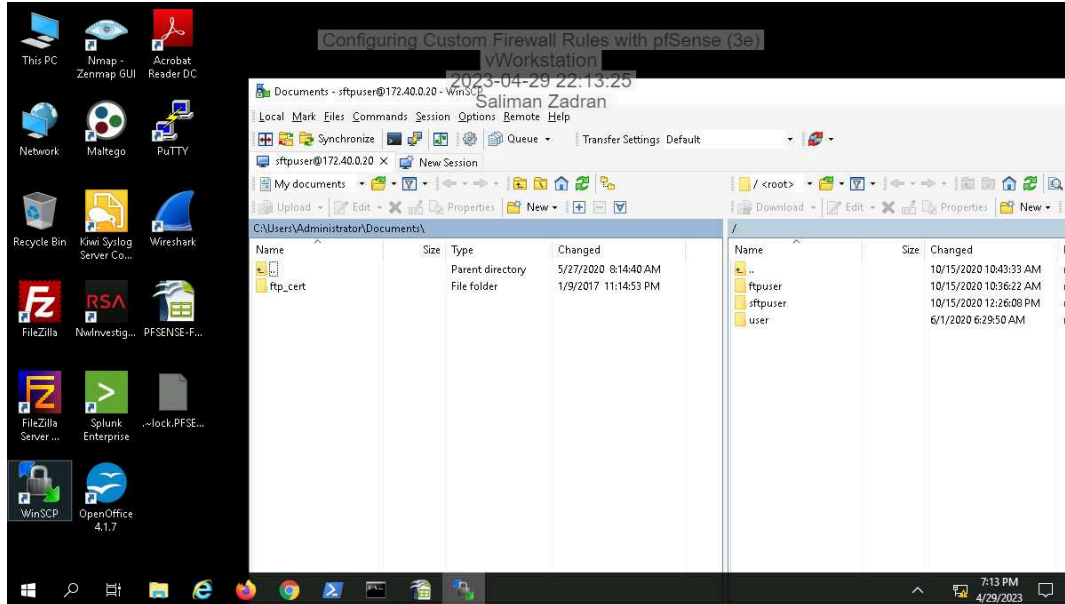 Configuring Custom Firewall Rules with pfSense (3e)
vWorkstation
2023-04-29 22:13:25
Saliman Zadran
This PC
Nmap - Zenmap GUI
Acrobat Reader DC
Network
Maltego
PuTTY
Recycle Bin
Kiwi Syslog Server Co...
Wireshark
FileZilla
RSA
NwInvestig...
PFSENSE-F...
FileZilla Server ...
Splunk Enterprise
.~lock.PFSE...
WinSCP
OpenOffice 4.1.7
Documents - sftpuser@172.40.0.20 - WinSCP
Local Mark Files Commands Session Options Remote Help
Synchronize Queue Transfer Settings Default
sftpuser@172.40.0.20 New Session
My documents
Upload Edit Properties New
C:\Users\Administrator\Documents\
Name Size Type Changed
.. Parent directory 5/27/2020 8:14:40 AM
ftp_cert File folder 1/9/2017 11:14:53 PM
/ <root>
Download Edit Properties New
/
Name Size Changed
.. 10/15/2020 10:43:33 AM
ftpuser 10/15/2020 10:36:22 AM
sftpuser 10/15/2020 12:26:08 PM
user 6/1/2020 6:29:50 AM
7:13 PM
4/29/2023